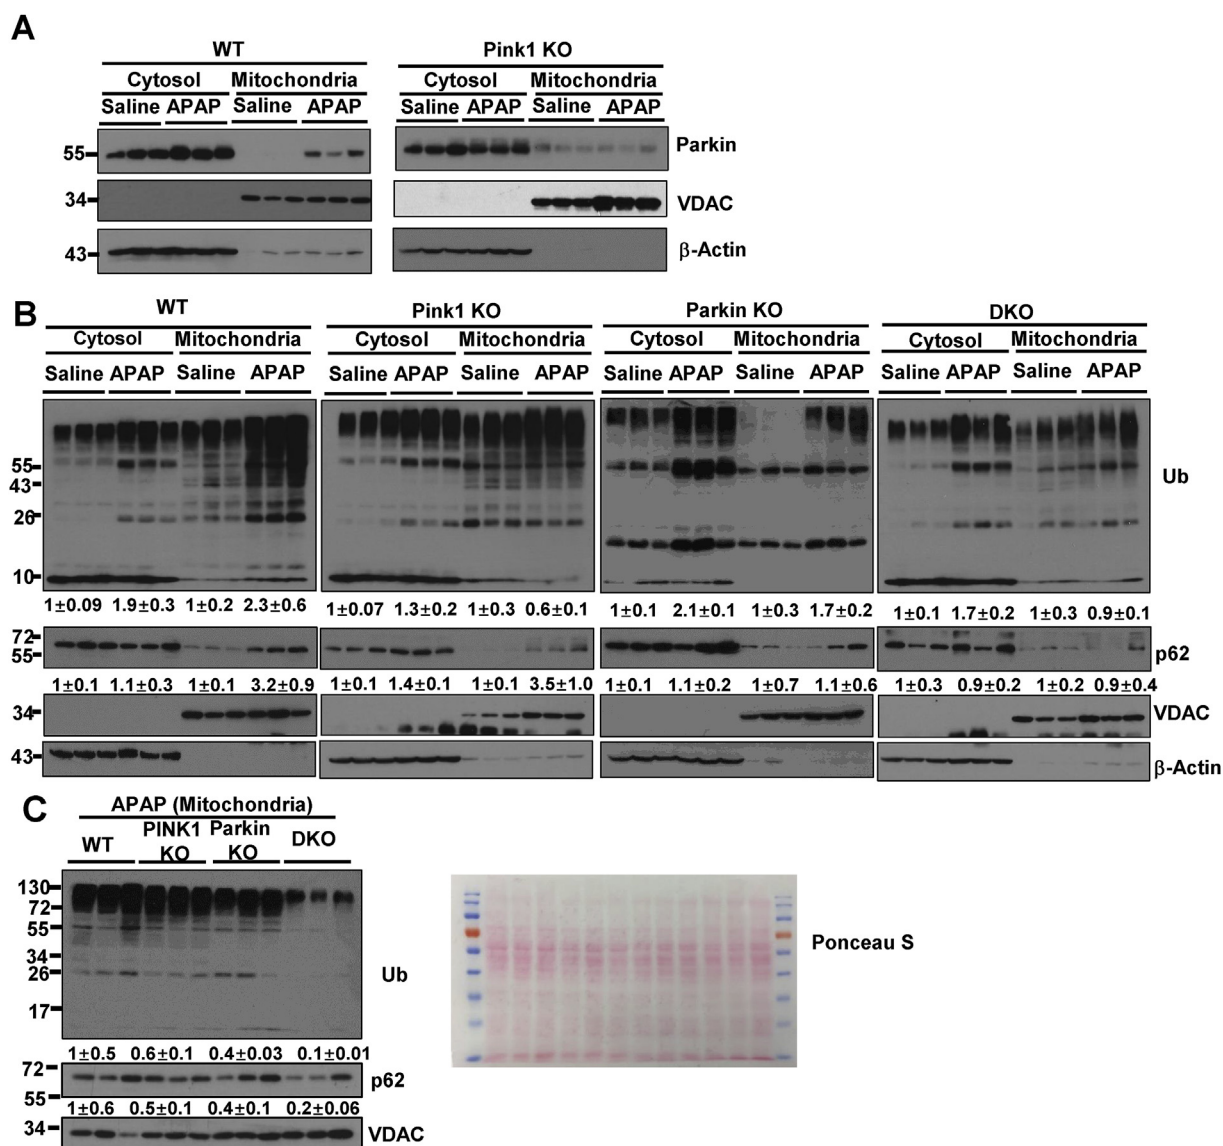 A
WT Pink1 KO
Cytosol Mitochondria Cytosol Mitochondria
Saline APAP Saline APAP Saline APAP Saline APAP
55 Parkin
34 VDAC
43 β-Actin
B
WT Pink1 KO Parkin KO DKO
Cytosol Mitochondria Cytosol Mitochondria Cytosol Mitochondria Cytosol Mitochondria
Saline APAP Saline APAP Saline APAP Saline APAP Saline APAP Saline APAP Saline APAP Saline APAP
55
43
26
10
Ub
1±0.09 1.9±0.3 1±0.2 2.3±0.6 1±0.07 1.3±0.2 1±0.3 0.6±0.1 1±0.1 2.1±0.1 1±0.3 1.7±0.2 1±0.1 1.7±0.2 1±0.3 0.9±0.1
72
55
p62
1±0.1 1.1±0.3 1±0.1 3.2±0.9 1±0.1 1.4±0.1 1±0.1 3.5±1.0 1±0.1 1.1±0.2 1±0.7 1.1±0.6 1±0.3 0.9±0.2 1±0.2 0.9±0.4
34 VDAC
43 β-Actin
C
APAP (Mitochondria)
WT PINK1 KO Parkin KO DKO
130
72
55
34
26
17
Ub
1±0.5 0.6±0.1 0.4±0.03 0.1±0.01
72
55
p62
1±0.6 0.5±0.1 0.4±0.1 0.2±0.06
34 VDAC
Ponceau S